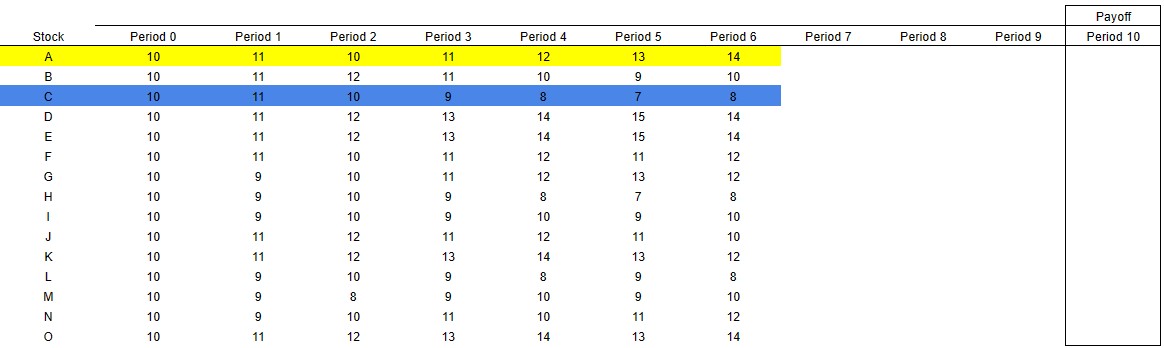 Payoff
Stock Period 0 Period 1 Period 2 Period 3 Period 4 Period 5 Period 6 Period 7 Period 8 Period 9 Period 10
A 10 11 10 11 12 13 14
B 10 11 12 11 10 9 10
C 10 11 10 9 8 7 8
D 10 11 12 13 14 15 14
E 10 11 12 13 14 15 14
F 10 11 10 11 12 11 12
G 10 9 10 11 12 13 12
H 10 9 10 9 8 7 8
I 10 9 10 9 10 9 10
J 10 11 12 11 12 11 10
K 10 11 12 13 14 13 12
L 10 9 10 9 8 9 8
M 10 9 8 9 10 9 10
N 10 9 10 11 10 11 12
O 10 11 12 13 14 13 14